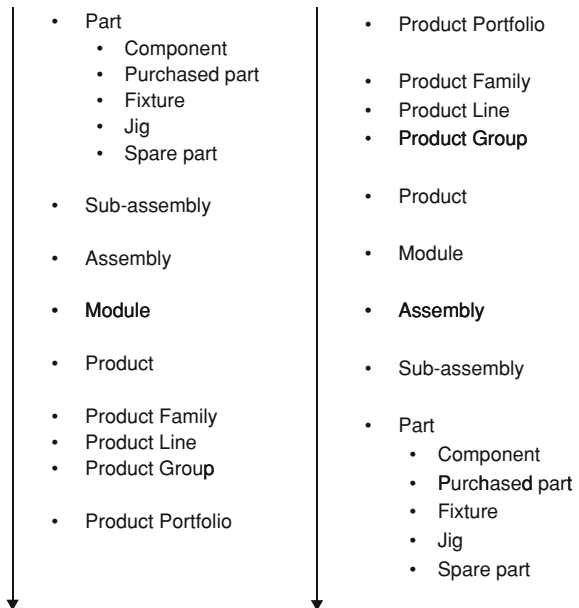 • Part
• Component
• Purchased part
• Fixture
• Jig
• Spare part
• Sub-assembly
• Assembly
• Module
• Product
• Product Family
• Product Line
• Product Group
• Product Portfolio
• Product Portfolio
• Product Family
• Product Line
• Product Group
• Product
• Module
• Assembly
• Sub-assembly
• Part
• Component
• Purchased part
• Fixture
• Jig
• Spare part